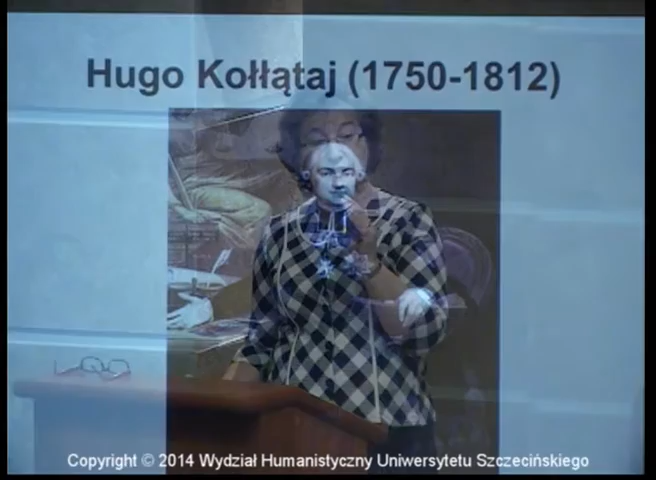 Hugo Kołłątaj (1750-1812)
Copyright © 2014 Wydział Humanistyczny Uniwersytetu Szczecińskiego